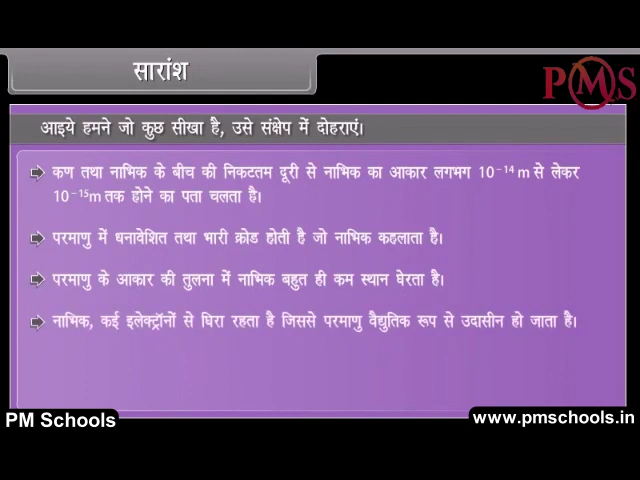 सारांश
PMS
आइये हमने जो कुछ सीखा है, उसे संक्षेप में दोहराएं।
कण तथा नाभिक के बीच की निकटतम दूरी से नाभिक का आकार लगभग 10⁻¹⁴ m से लेकर
10⁻¹⁵m तक होने का पता चलता है।
परमाणु में धनावेशित तथा भारी क्रोड होती है जो नाभिक कहलाता है।
परमाणु के आकार की तुलना में नाभिक बहुत ही कम स्थान घेरता है।
नाभिक, कई इलेक्ट्रॉनों से घिरा रहता है जिससे परमाणु वैद्युतिक रूप से उदासीन हो जाता है।
PM Schools
www.pmschools.in